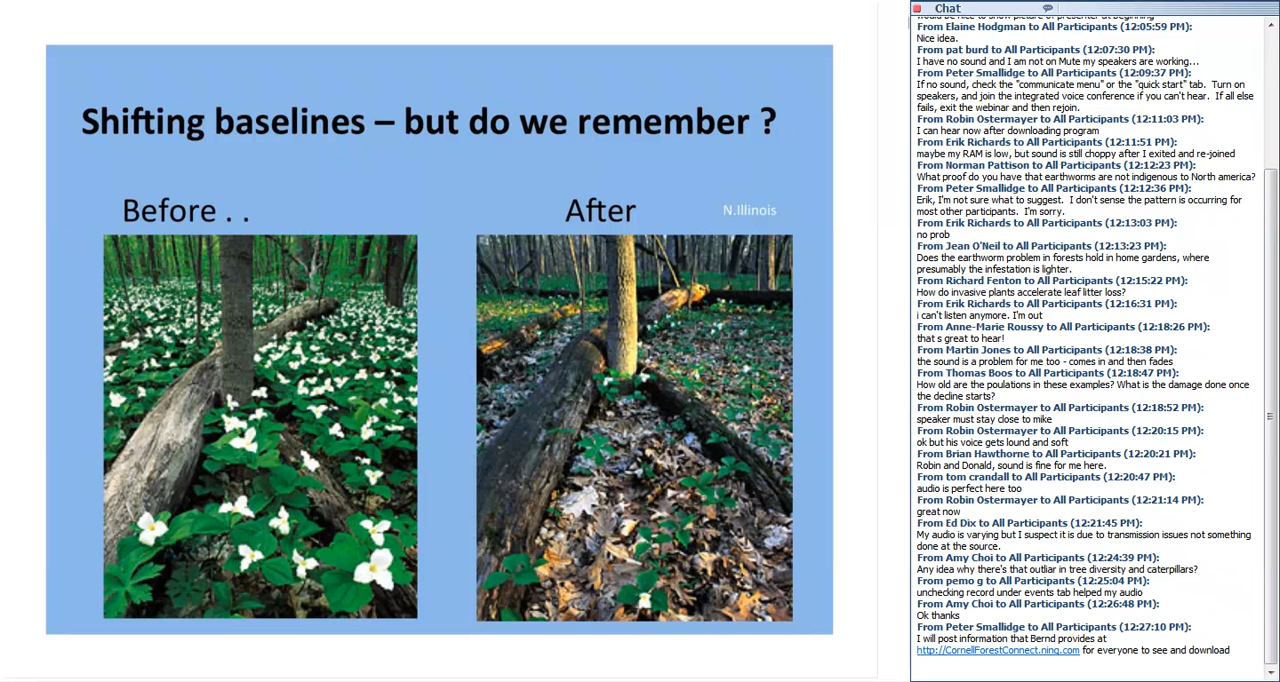 Shifting baselines – but do we remember ?
Before . .
After
N.Illinois
Chat
would be nice to show picture of presenter at beginning
From Elaine Hodgman to All Participants (12:05:59 PM):
Nice idea.
From pat burd to All Participants (12:07:30 PM):
I have no sound and I am not on Mute my speakers are working...
From Peter Smallidge to All Participants (12:09:37 PM):
If no sound, check the "communicate menu" or the "quick start" tab.  Turn on
speakers, and join the integrated voice conference if you can't hear.  If all else
fails, exit the webinar and then rejoin.
From Robin Ostermayer to All Participants (12:11:03 PM):
I can hear now after downloading program
From Erik Richards to All Participants (12:11:51 PM):
maybe my RAM is low, but sound is still choppy after I exited and re-joined
From Norman Pattison to All Participants (12:12:23 PM):
What proof do you have that earthworms are not indigenous to North america?
From Peter Smallidge to All Participants (12:12:36 PM):
Erik, I'm not sure what to suggest.  I don't sense the pattern is occurring for
most other participants.  I'm sorry.
From Erik Richards to All Participants (12:13:03 PM):
no prob
From Jean O'Neil to All Participants (12:13:23 PM):
Does the earthworm problem in forests hold in home gardens, where
presumably the infestation is lighter.
From Richard Fenton to All Participants (12:15:22 PM):
How do invasive plants accelerate leaf litter loss?
From Erik Richards to All Participants (12:16:31 PM):
i can't listen anymore. I'm out
From Anne-Marie Roussy to All Participants (12:18:26 PM):
that s great to hear!
From Martin Jones to All Participants (12:18:38 PM):
the sound is a problem for me too - comes in and then fades
From Thomas Boos to All Participants (12:18:47 PM):
How old are the poulations in these examples? What is the damage done once
the decline starts?
From Robin Ostermayer to All Participants (12:18:52 PM):
speaker must stay close to mike
From Robin Ostermayer to All Participants (12:20:15 PM):
ok but his voice gets lound and soft
From Brian Hawthorne to All Participants (12:20:21 PM):
Robin and Donald, sound is fine for me here.
From tom crandall to All Participants (12:20:47 PM):
audio is perfect here too
From Robin Ostermayer to All Participants (12:21:14 PM):
great now
From Ed Dix to All Participants (12:21:45 PM):
My audio is varying but I suspect it is due to transmission issues not something
done at the source.
From Amy Choi to All Participants (12:24:39 PM):
Any idea why there's that outliar in tree diversity and caterpillars?
From pemo g to All Participants (12:25:04 PM):
unchecking record under events tab helped my audio
From Amy Choi to All Participants (12:26:48 PM):
Ok thanks
From Peter Smallidge to All Participants (12:27:10 PM):
I will post information that Bernd provides at
http://CornellForestConnect.ning.com for everyone to see and download